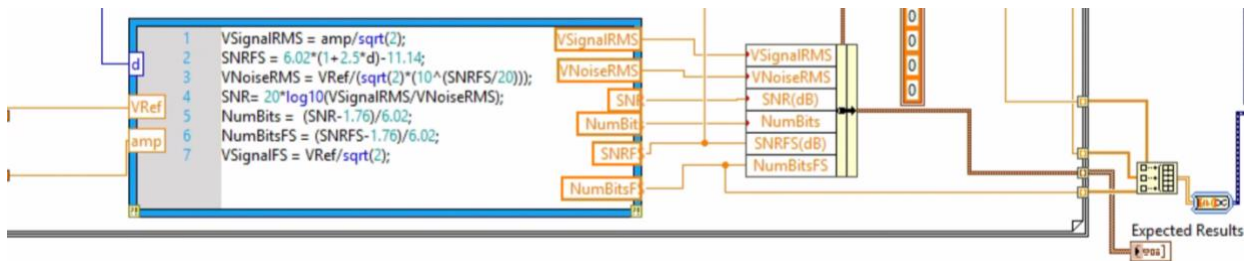 1 VSignalRMS = amp/sqrt(2);
2 SNRFS = 6.02*(1+2.5*d)-11.14;
3 VNoiseRMS = VRef/(sqrt(2)*(10^(SNRFS/20)));
4 SNR= 20*log10(VSignalRMS/VNoiseRMS);
5 NumBits = (SNR-1.76)/6.02;
6 NumBitsFS = (SNRFS-1.76)/6.02;
7 VSignalFS = VRef/sqrt(2);
d
VRef
amp
VSignalRMS
VNoiseRMS
SNR
NumBits
SNRFS
NumBitsFS
VSignalRMS
VNoiseRMS
SNR(dB)
NumBits
SNRFS(dB)
NumBitsFS
0
0
0
0
0
Expected Results